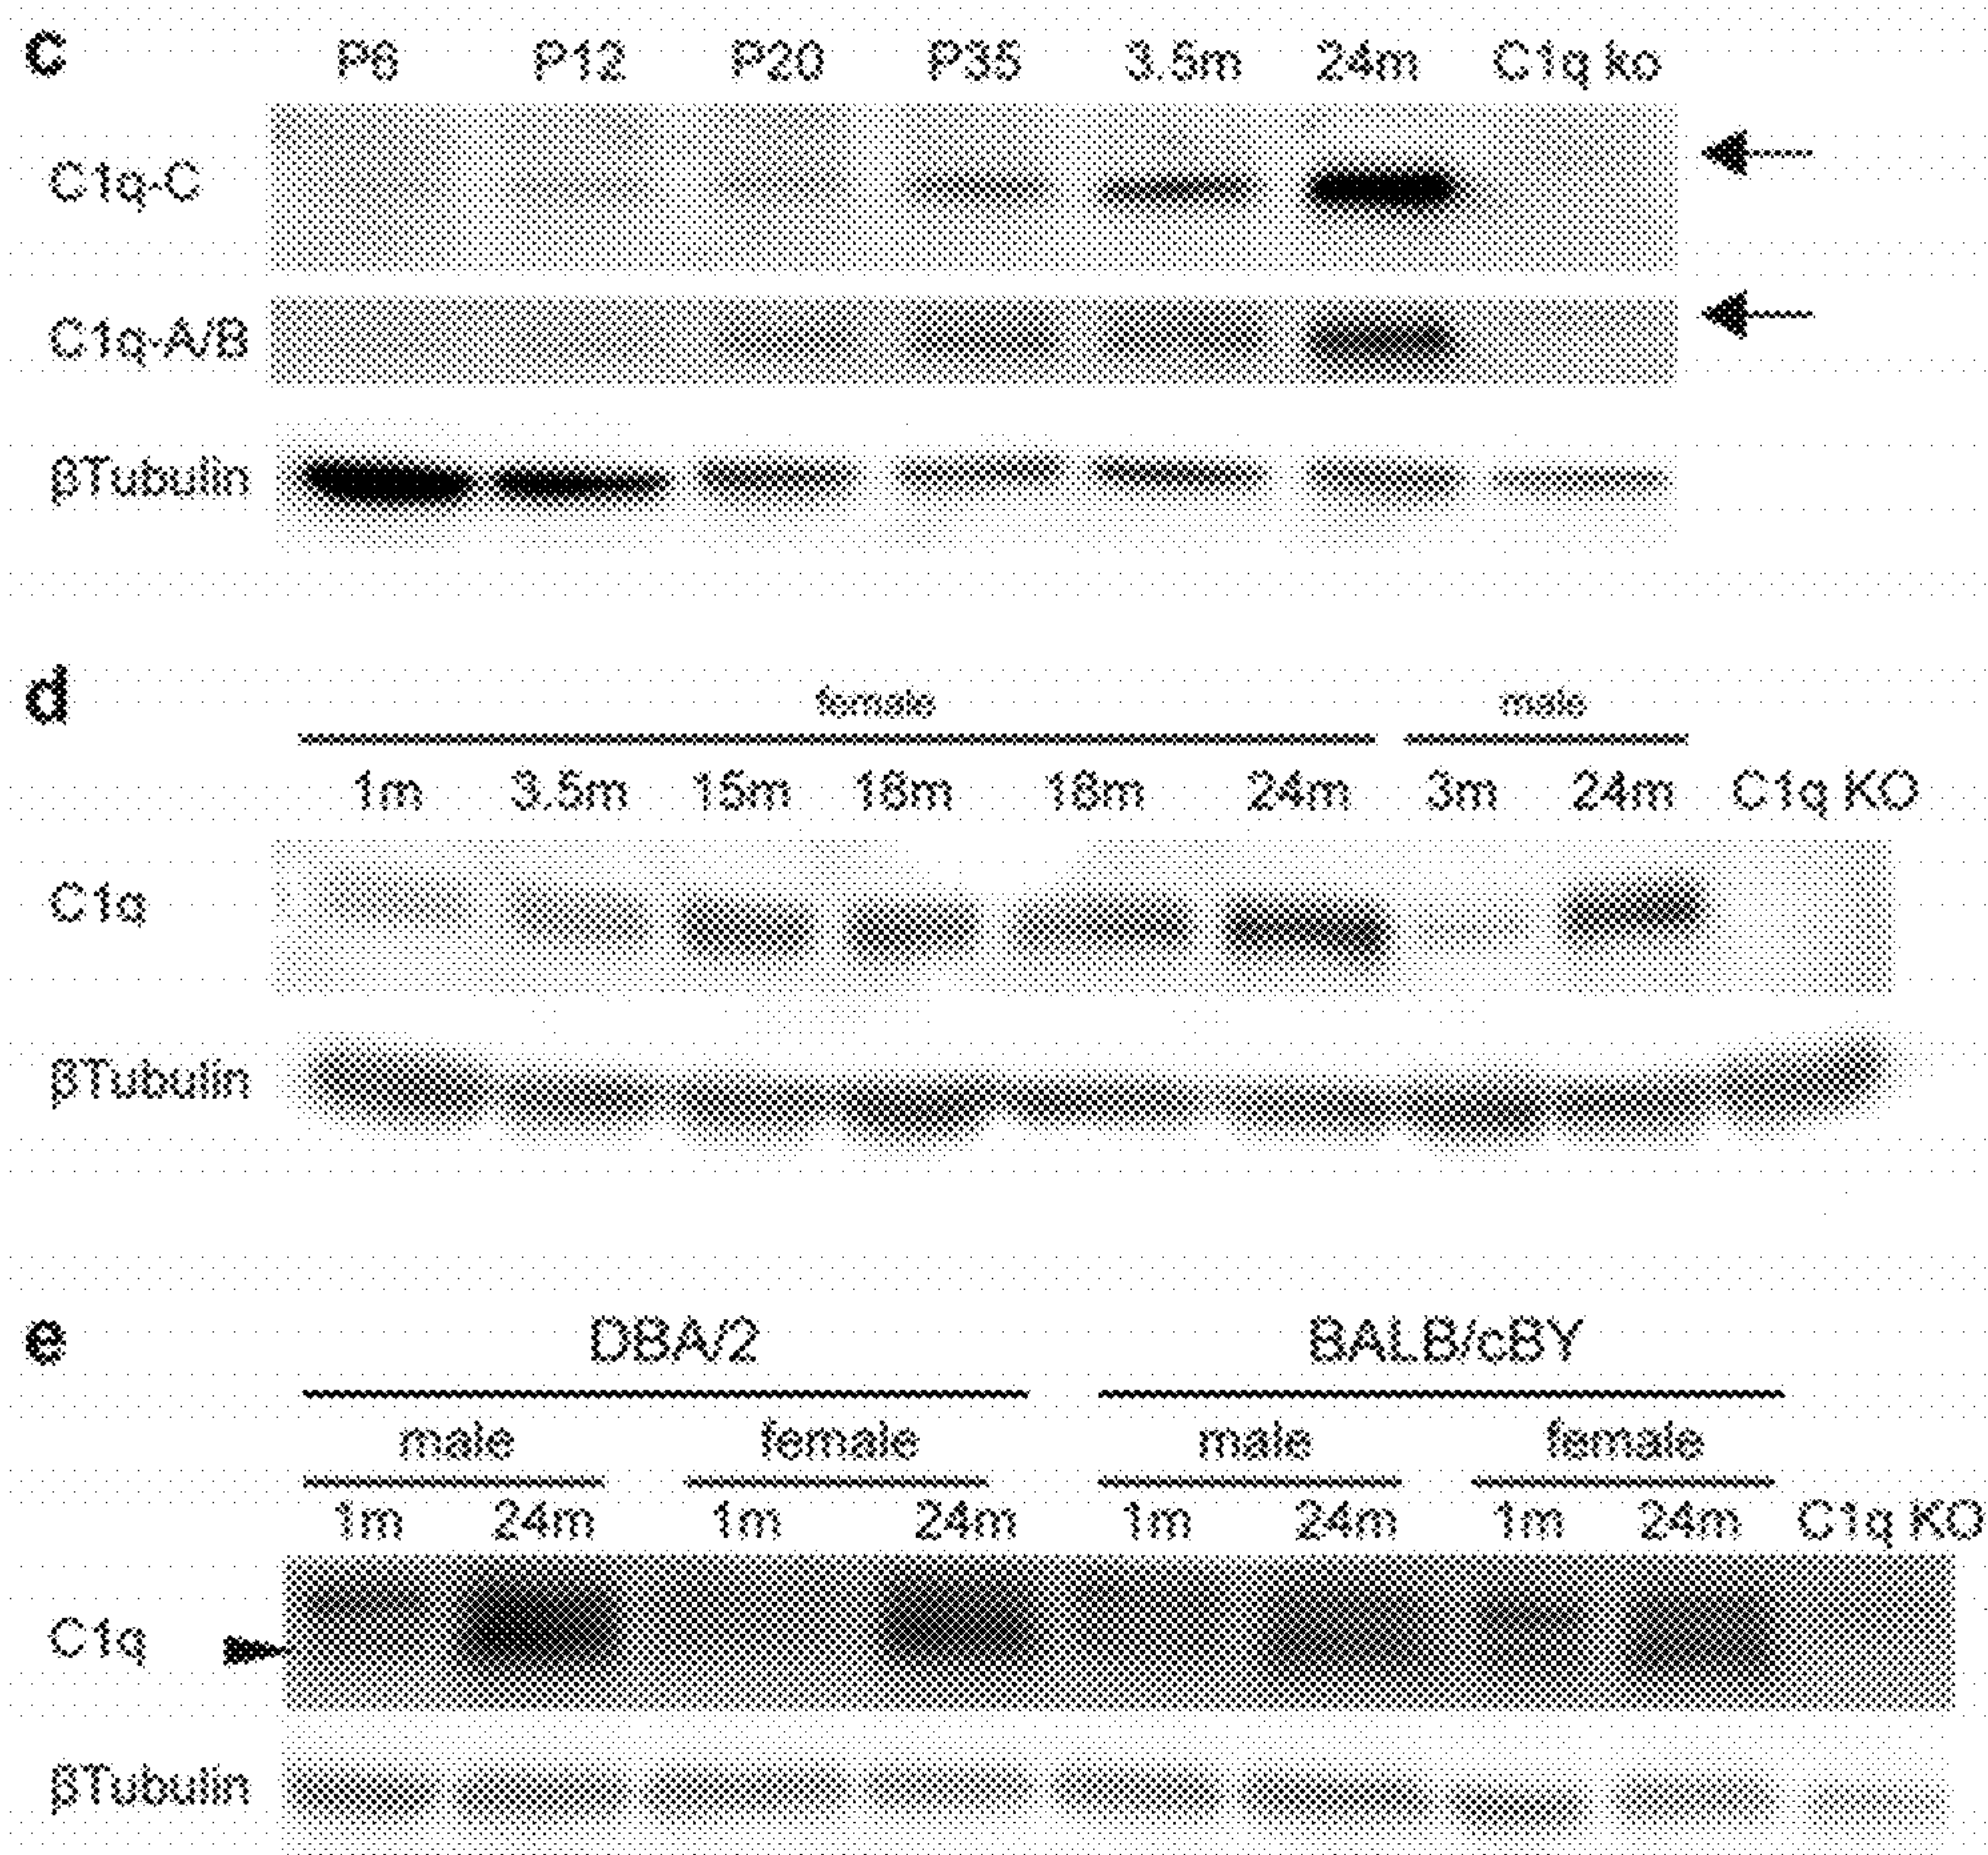 c
P6 P12 P20 P35 3.5m 24m C1q ko
C1q-C
C1q-A/B
βTubulin
d
female male
1m 3.5m 15m 18m 18m 24m 3m 24m C1q KO
C1q
βTubulin
e
DBA/2 BALB/cBY
male female male female
1m 24m 1m 24m 1m 24m 1m 24m C1q KO
C1q
βTubulin